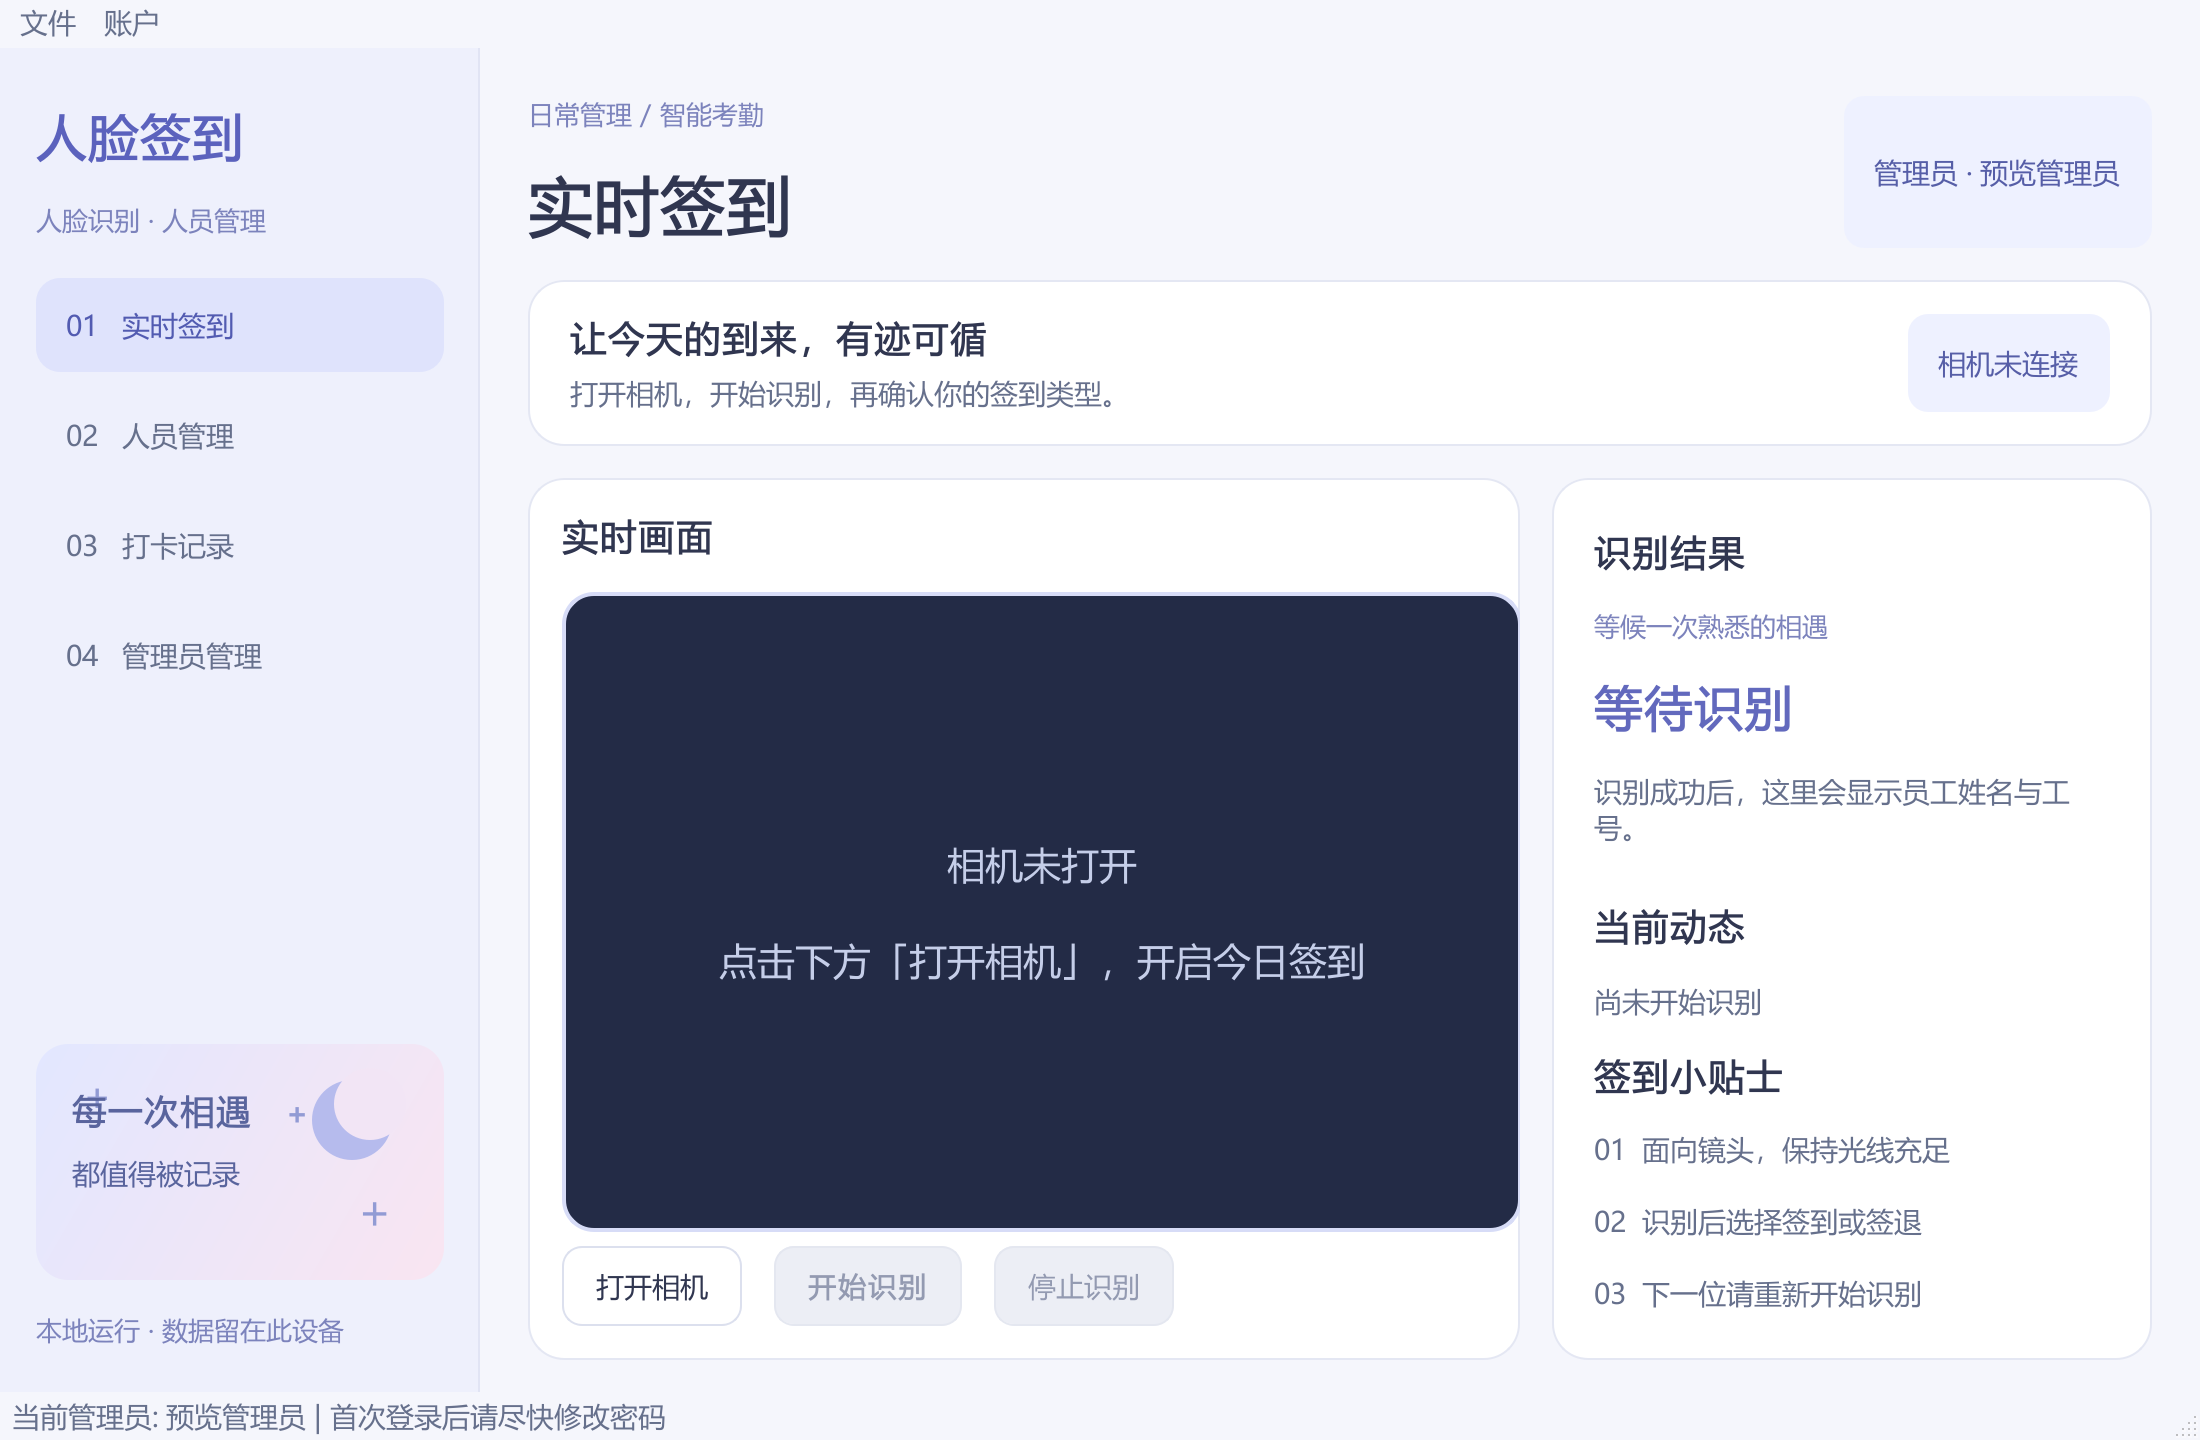 文件 账户
人脸签到
人脸识别 · 人员管理
01 实时签到
02 人员管理
03 打卡记录
04 管理员管理
每一次相遇
都值得被记录
本地运行 · 数据留在此设备
日常管理 / 智能考勤
实时签到
管理员 · 预览管理员
让今天的到来，有迹可循
打开相机，开始识别，再确认你的签到类型。
相机未连接
实时画面
相机未打开
点击下方「打开相机」，开启今日签到
打开相机 开始识别 停止识别
识别结果
等候一次熟悉的相遇
等待识别
识别成功后，这里会显示员工姓名与工
号。
当前动态
尚未开始识别
签到小贴士
01 面向镜头，保持光线充足
02 识别后选择签到或签退
03 下一位请重新开始识别
当前管理员: 预览管理员 | 首次登录后请尽快修改密码